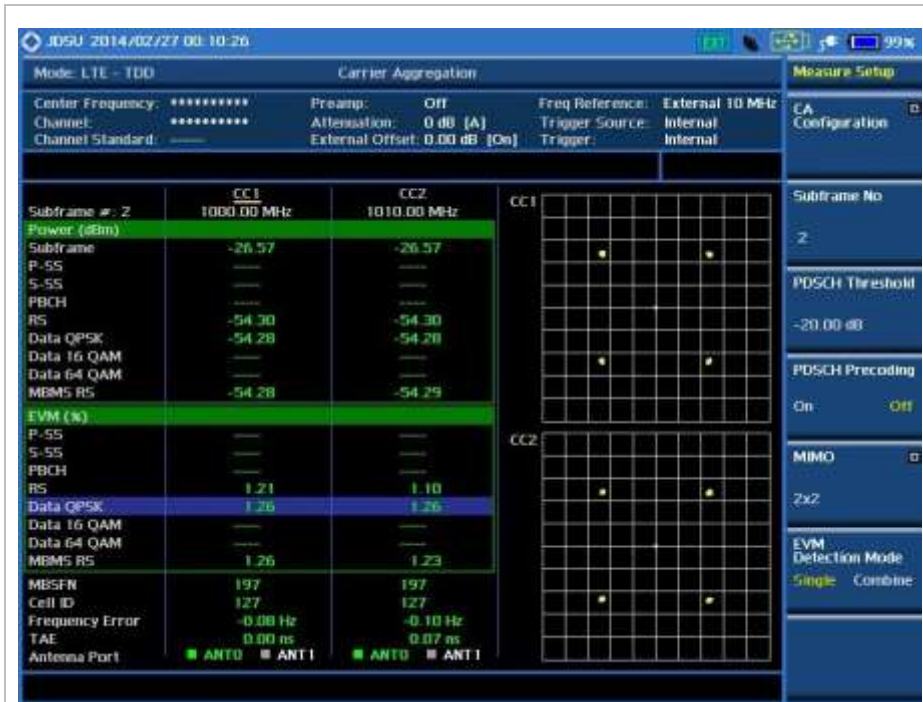 JDSU 2014/02/27 00:10:26 EXT 99%
Mode: LTE - TDD Carrier Aggregation Measure Setup
Center Frequency: ********** Preamp: Off Freq Reference: External 10 MHz
Channel: ********** Attenuation: 0 dB [A] Trigger Source: Internal
Channel Standard: ---- External Offset: 0.00 dB [On] Trigger: Internal
CC1 CC2
Subframe #: 2 1000.00 MHz 1010.00 MHz
Power (dBm)
Subframe -26.57 -26.57
P-SS ---- ----
S-SS ---- ----
PBCH ---- ----
RS -54.30 -54.30
Data QPSK -54.28 -54.28
Data 16 QAM ---- ----
Data 64 QAM ---- ----
MBMS RS -54.28 -54.29
EVM (%)
P-SS ---- ----
S-SS ---- ----
PBCH ---- ----
RS 1.21 1.10
Data QPSK 1.26 1.26
Data 16 QAM ---- ----
Data 64 QAM ---- ----
MBMS RS 1.26 1.23
MBSFN 197 197
Cell ID 127 127
Frequency Error -0.08 Hz -0.10 Hz
TAE 0.00 ns 0.07 ns
Antenna Port ANT0 ANT1 ANT0 ANT1
CC1
CC2
CA
Configuration
Subframe No
2
PDSCH Threshold
-20.00 dB
PDSCH Precoding
On Off
MIMO
2x2
EVM
Detection Mode
Single Combine